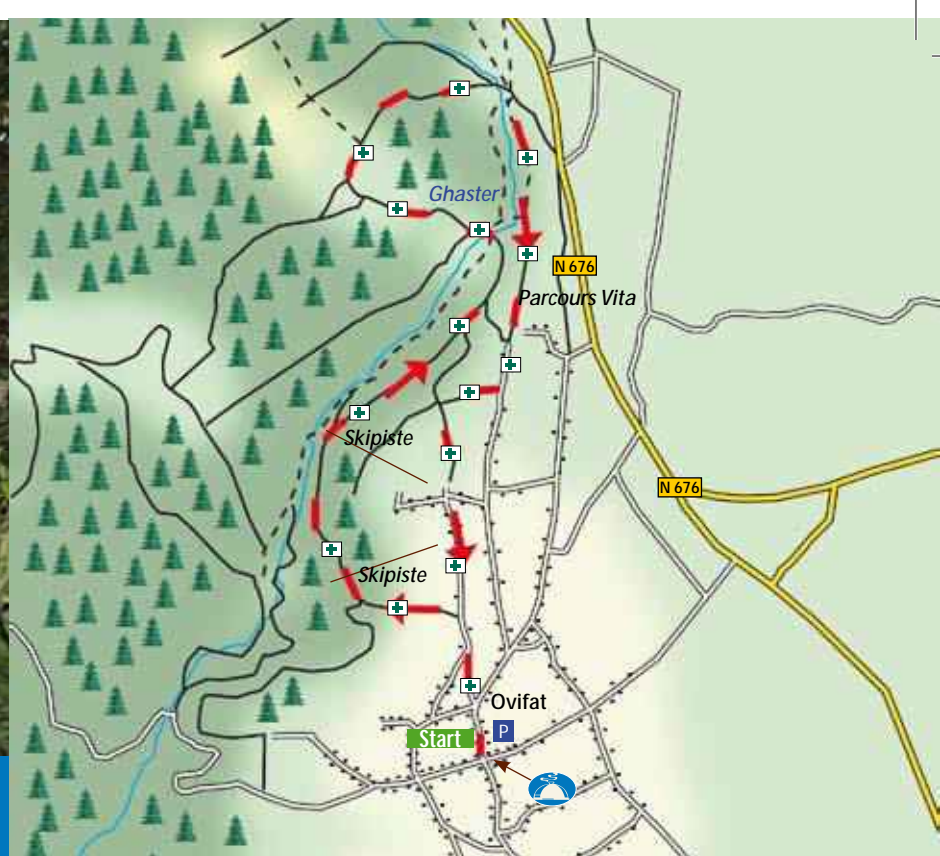 Ghaster
N 676
Parcours Vita
Skipiste
N 676
Skipiste
Ovifat
Start
P